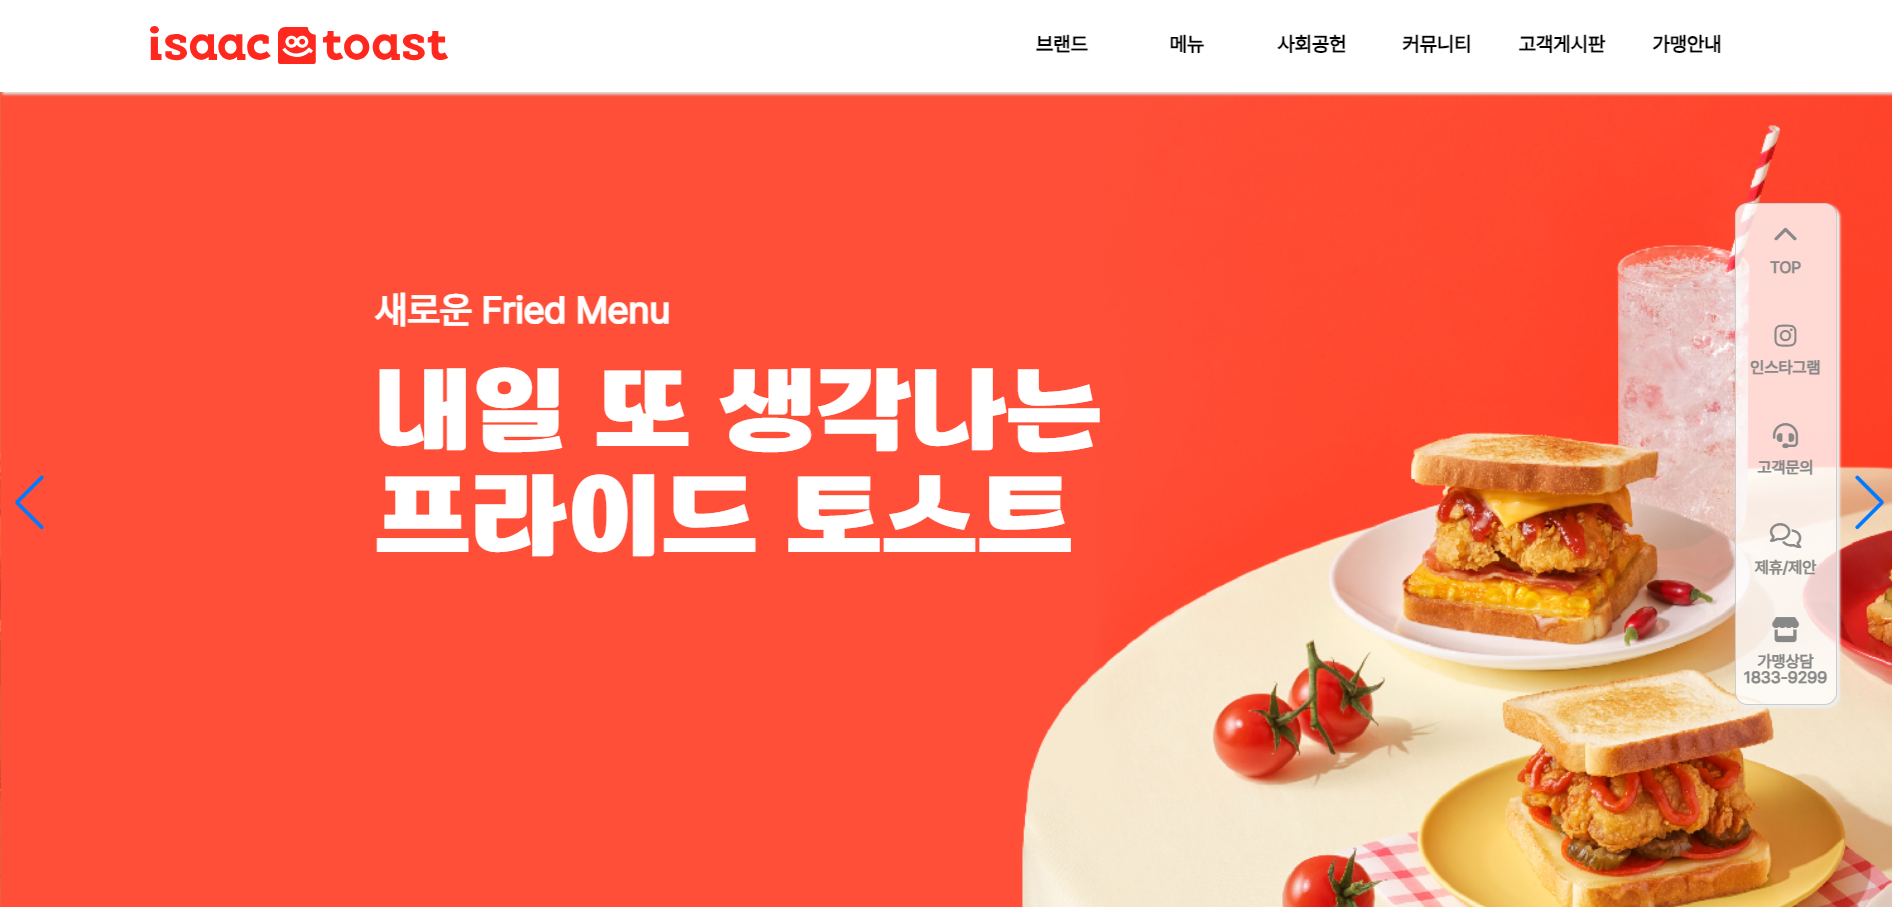 isaac toast
브랜드 메뉴 사회공헌 커뮤니티 고객게시판 가맹안내
새로운 Fried Menu
내일 또 생각나는
프라이드 토스트
TOP
인스타그램
고객문의
제휴/제안
가맹상담
1833-9299